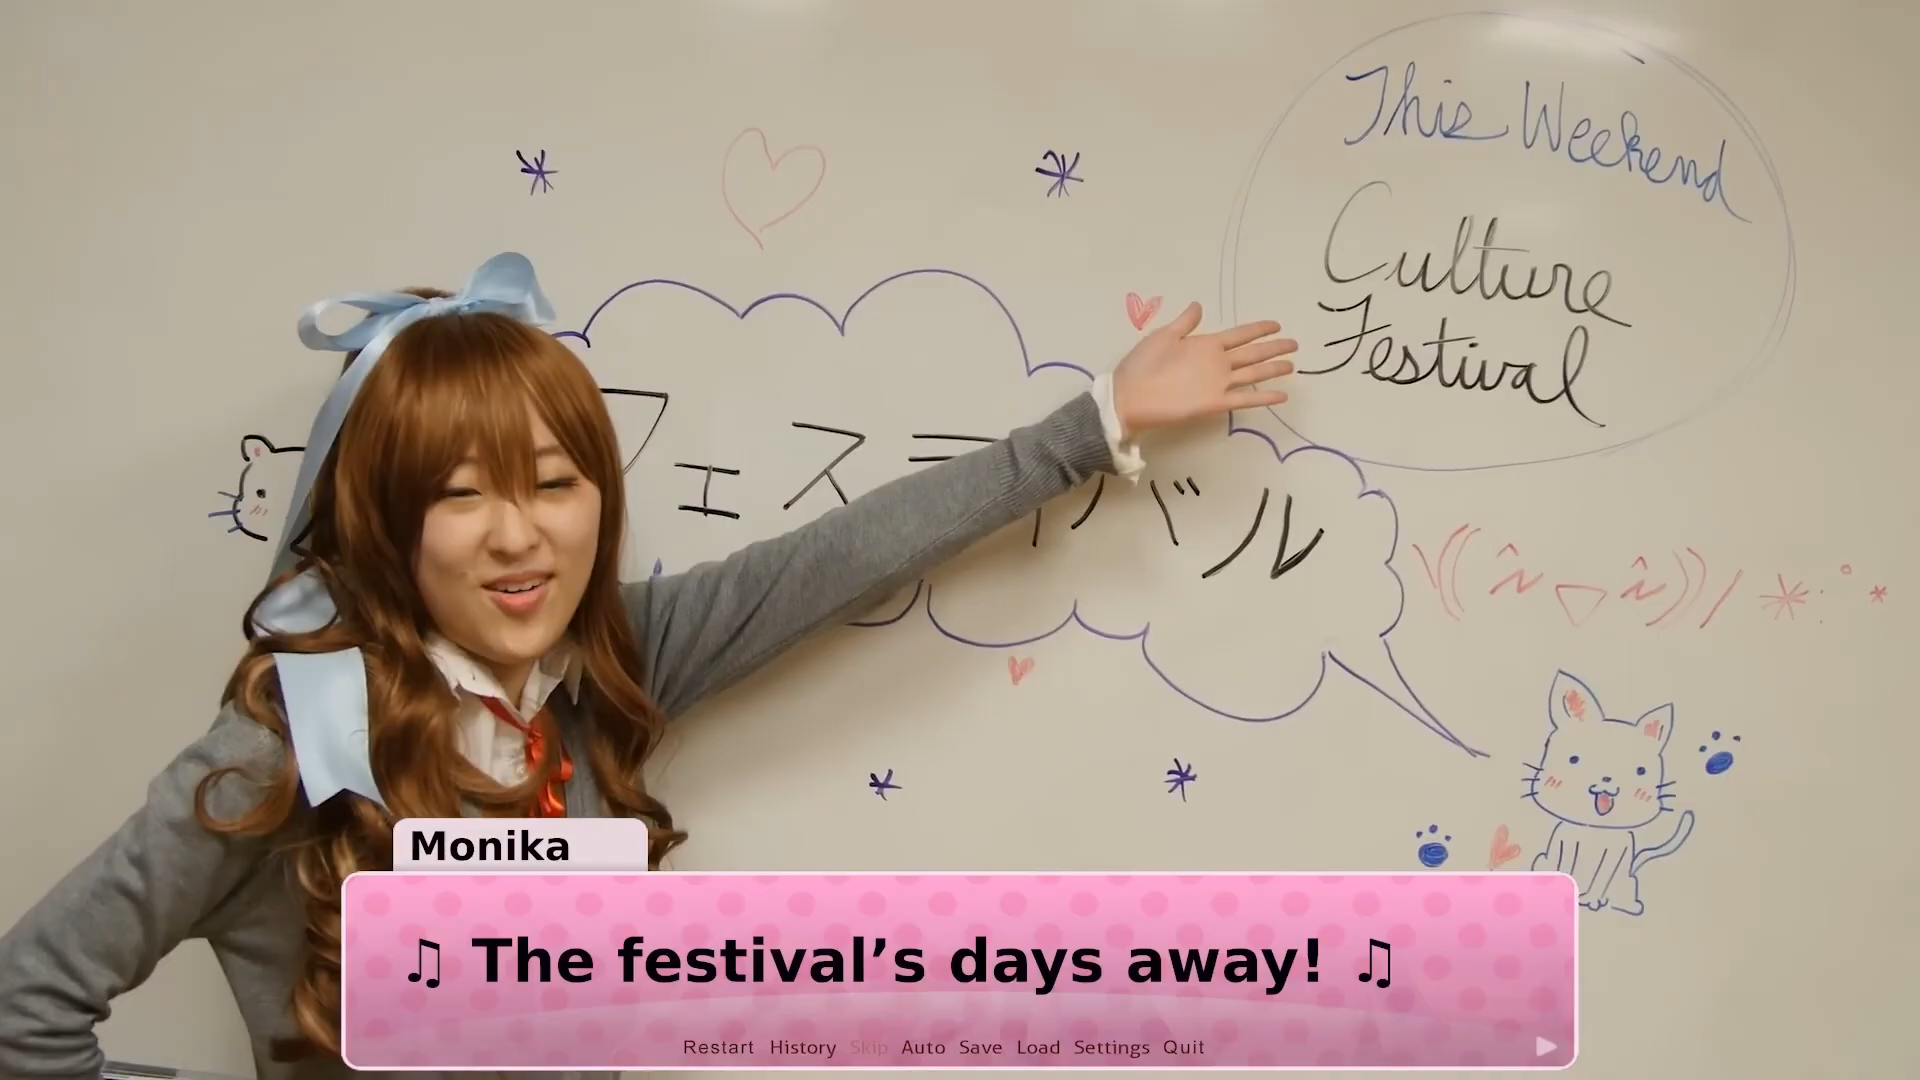 This Weekend
Culture
Festival
フェスティバル
\((^▽^))/ *:°*
Monika
♫ The festival’s days away! ♫
Restart History Skip Auto Save Load Settings Quit